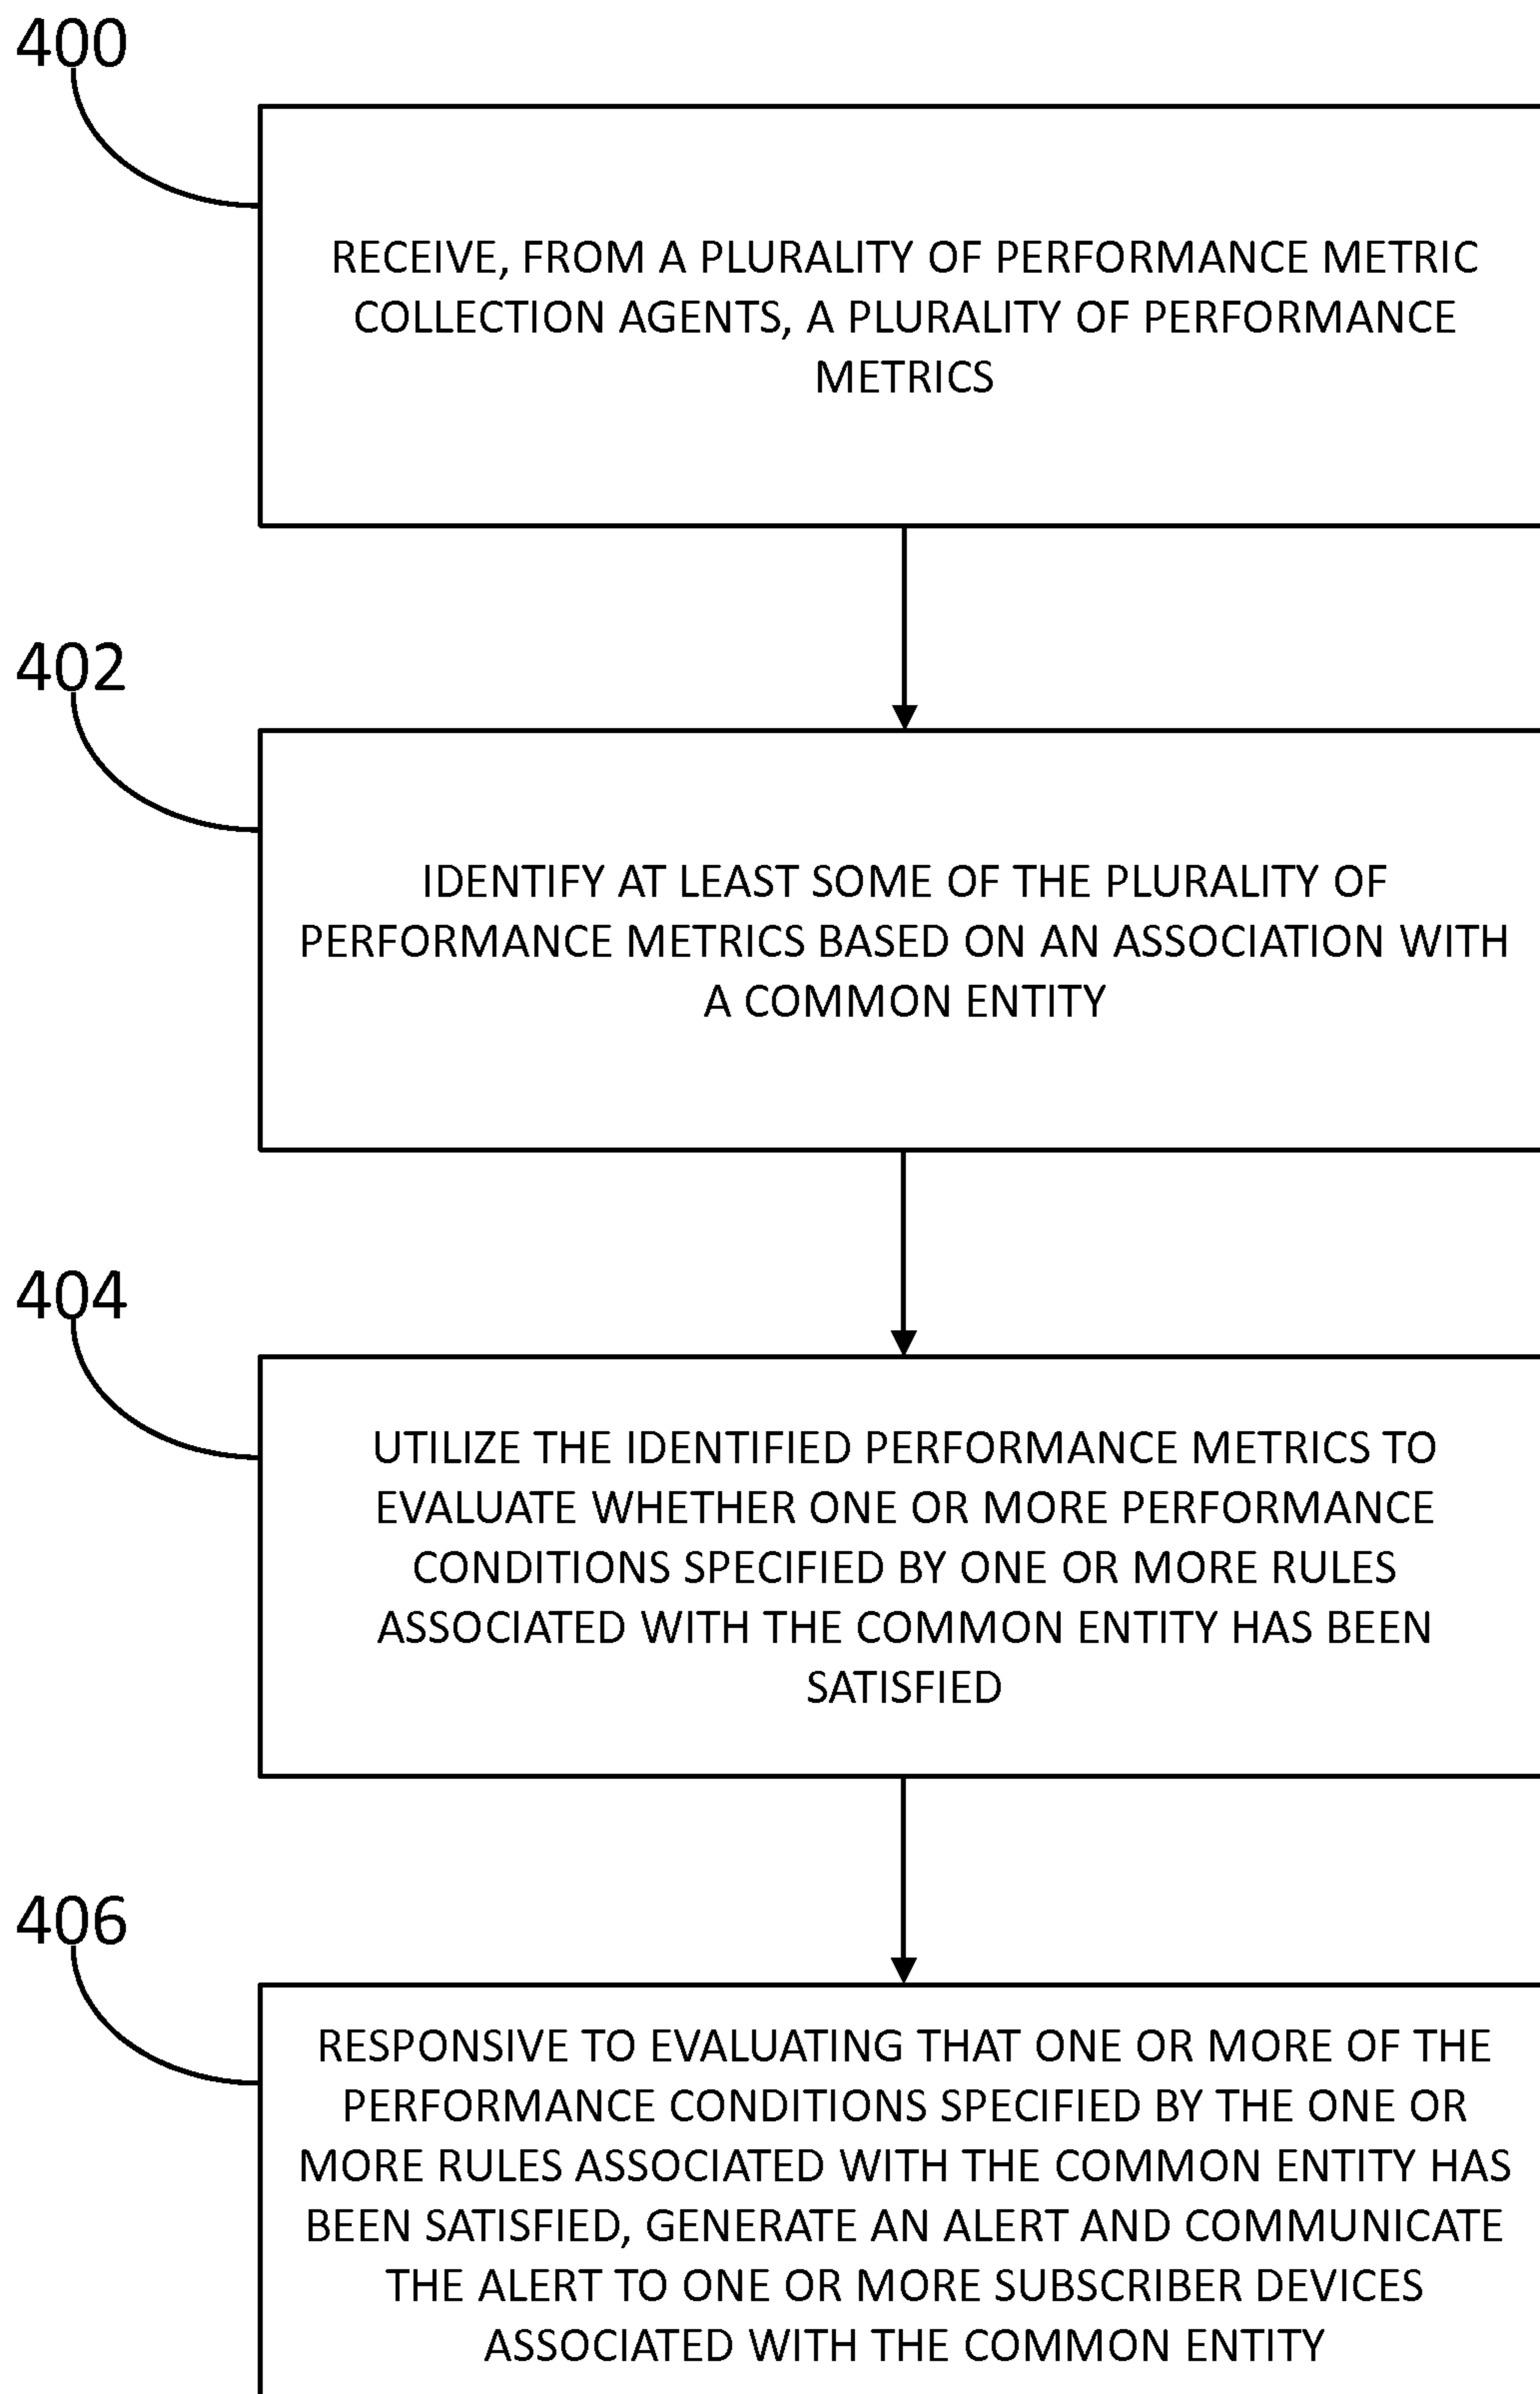 400
RECEIVE, FROM A PLURALITY OF PERFORMANCE METRIC
COLLECTION AGENTS, A PLURALITY OF PERFORMANCE
METRICS
402
IDENTIFY AT LEAST SOME OF THE PLURALITY OF
PERFORMANCE METRICS BASED ON AN ASSOCIATION WITH
A COMMON ENTITY
404
UTILIZE THE IDENTIFIED PERFORMANCE METRICS TO
EVALUATE WHETHER ONE OR MORE PERFORMANCE
CONDITIONS SPECIFIED BY ONE OR MORE RULES
ASSOCIATED WITH THE COMMON ENTITY HAS BEEN
SATISFIED
406
RESPONSIVE TO EVALUATING THAT ONE OR MORE OF THE
PERFORMANCE CONDITIONS SPECIFIED BY THE ONE OR
MORE RULES ASSOCIATED WITH THE COMMON ENTITY HAS
BEEN SATISFIED, GENERATE AN ALERT AND COMMUNICATE
THE ALERT TO ONE OR MORE SUBSCRIBER DEVICES
ASSOCIATED WITH THE COMMON ENTITY